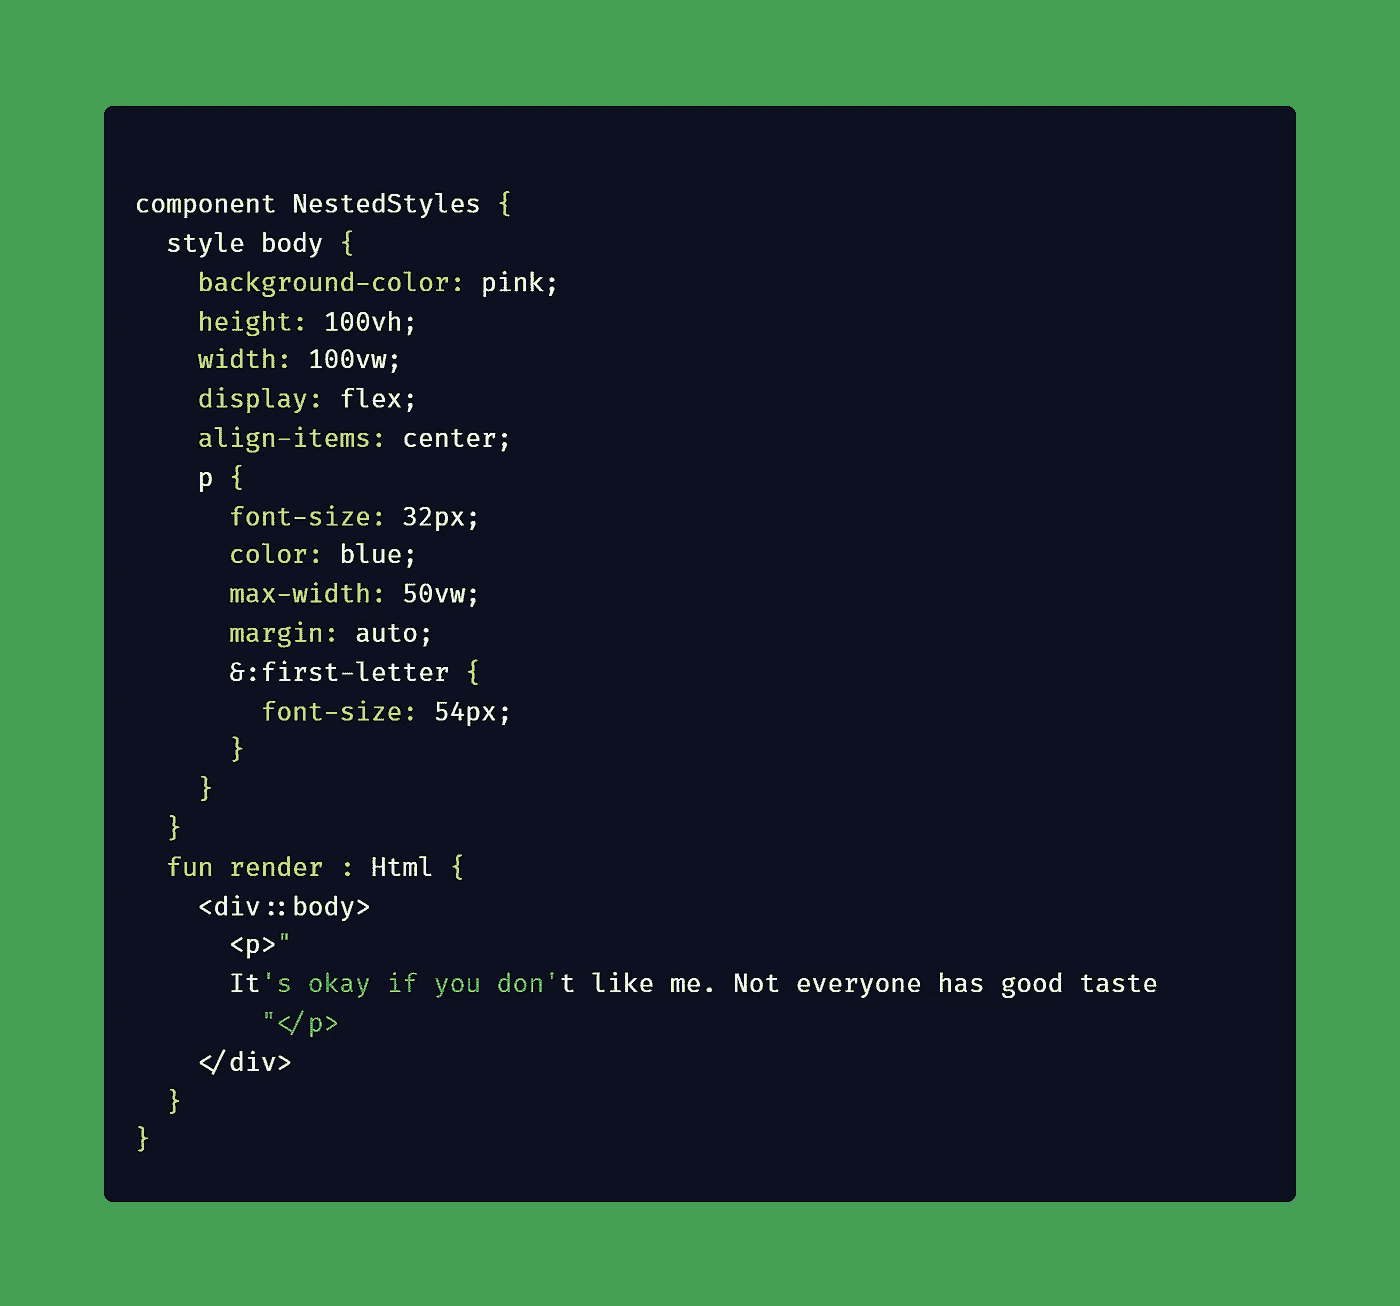 component NestedStyles {
  style body {
    background-color: pink;
    height: 100vh;
    width: 100vw;
    display: flex;
    align-items: center;
    p {
      font-size: 32px;
      color: blue;
      max-width: 50vw;
      margin: auto;
      &:first-letter {
        font-size: 54px;
      }
    }
  }
  fun render : Html {
    <div::body>
      <p>"
      It's okay if you don't like me. Not everyone has good taste
        "</p>
    </div>
  }
}